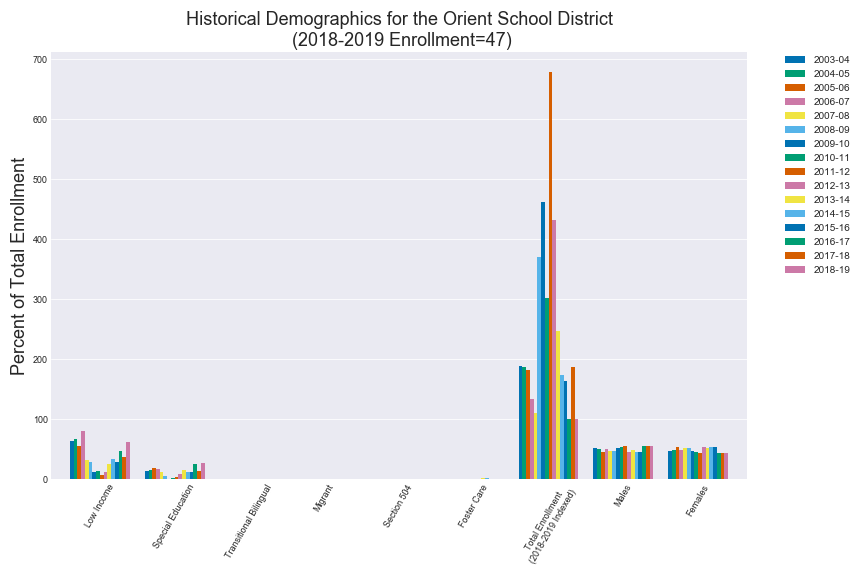 Historical Demographics for the Orient School District
(2018-2019 Enrollment=47)
Percent of Total Enrollment
700
600
500
400
300
200
100
0
Low Income
Special Education
Transitional Bilingual
Migrant
Section 504
Foster Care
Total Enrollment
(2018-2019 Indexed)
Males
Females
2003-04
2004-05
2005-06
2006-07
2007-08
2008-09
2009-10
2010-11
2011-12
2012-13
2013-14
2014-15
2015-16
2016-17
2017-18
2018-19